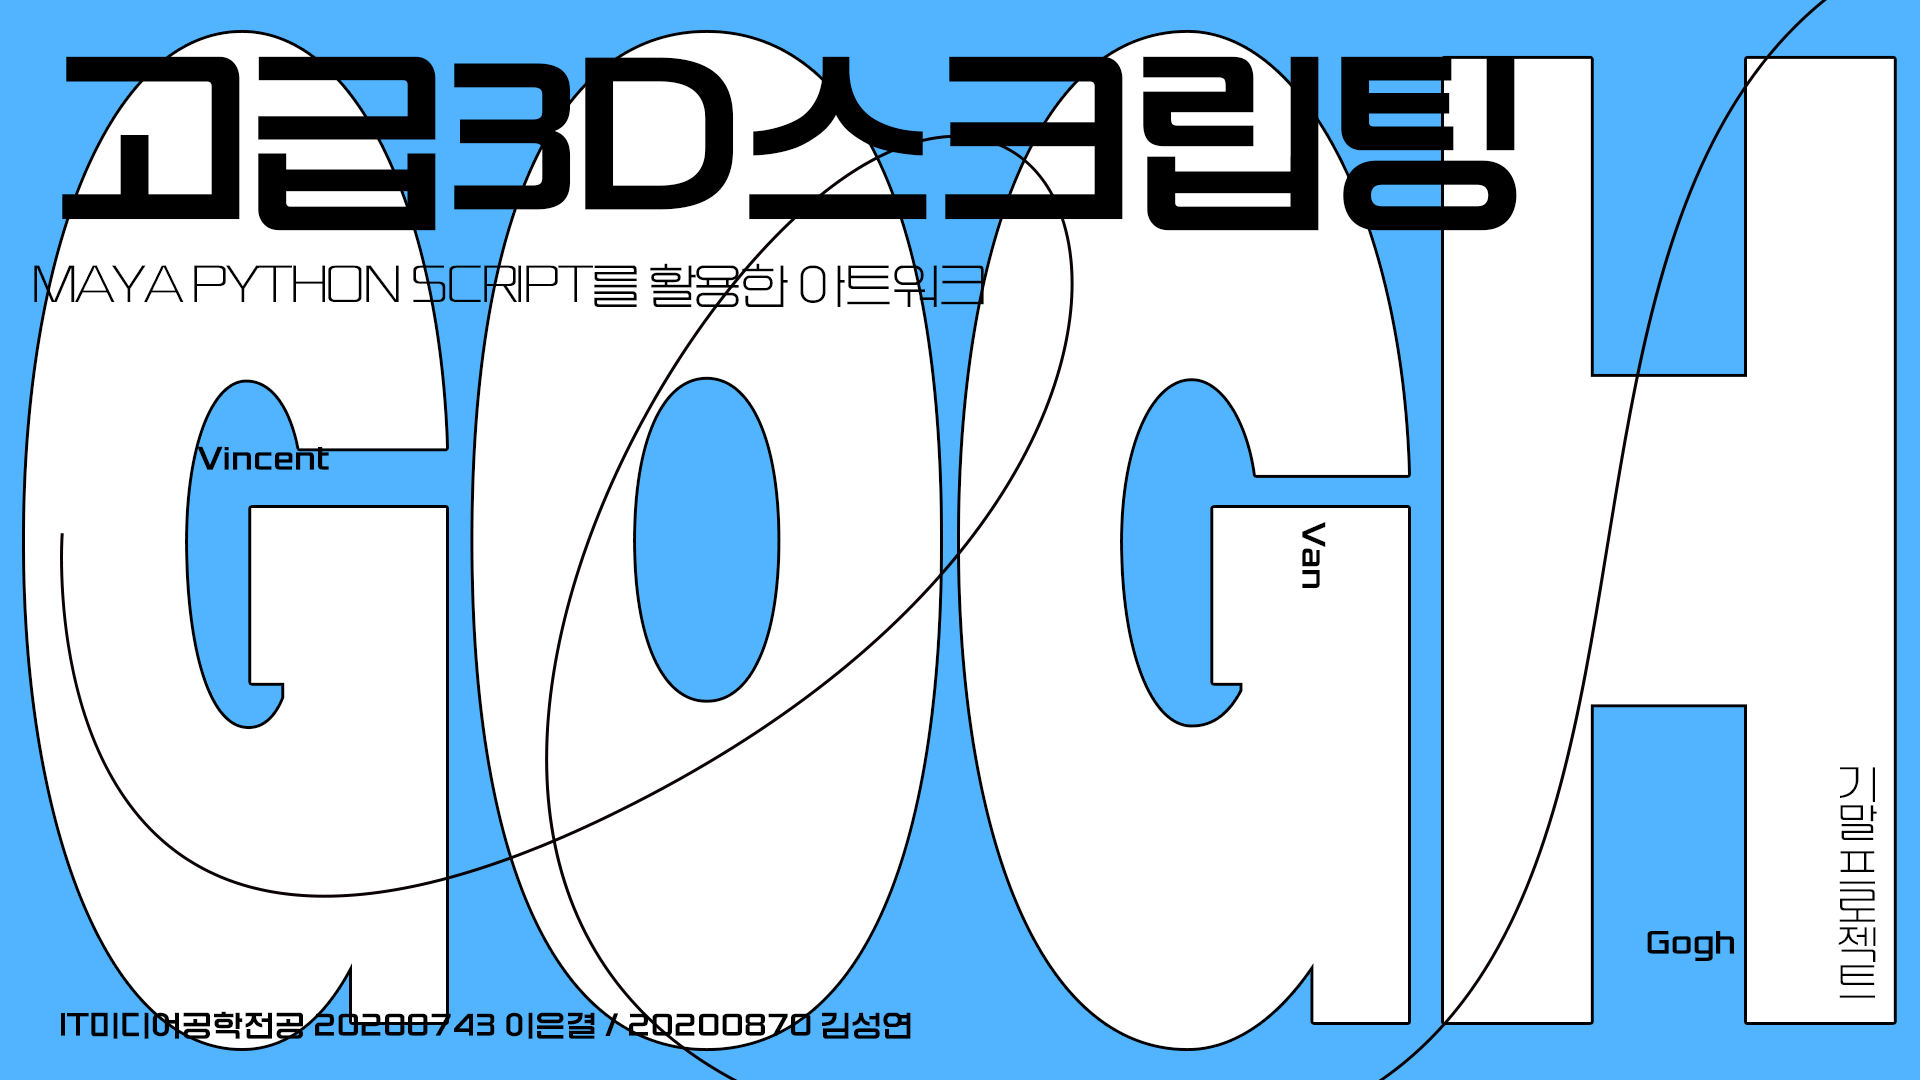 고급3D스크립팅
MAYA PYTHON SCRIPT를 활용한 아트워크
GOGH
Vincent
Van
Gogh
기말 프로젝트
IT미디어공학전공 20200743 이은결 / 20200870 김성연